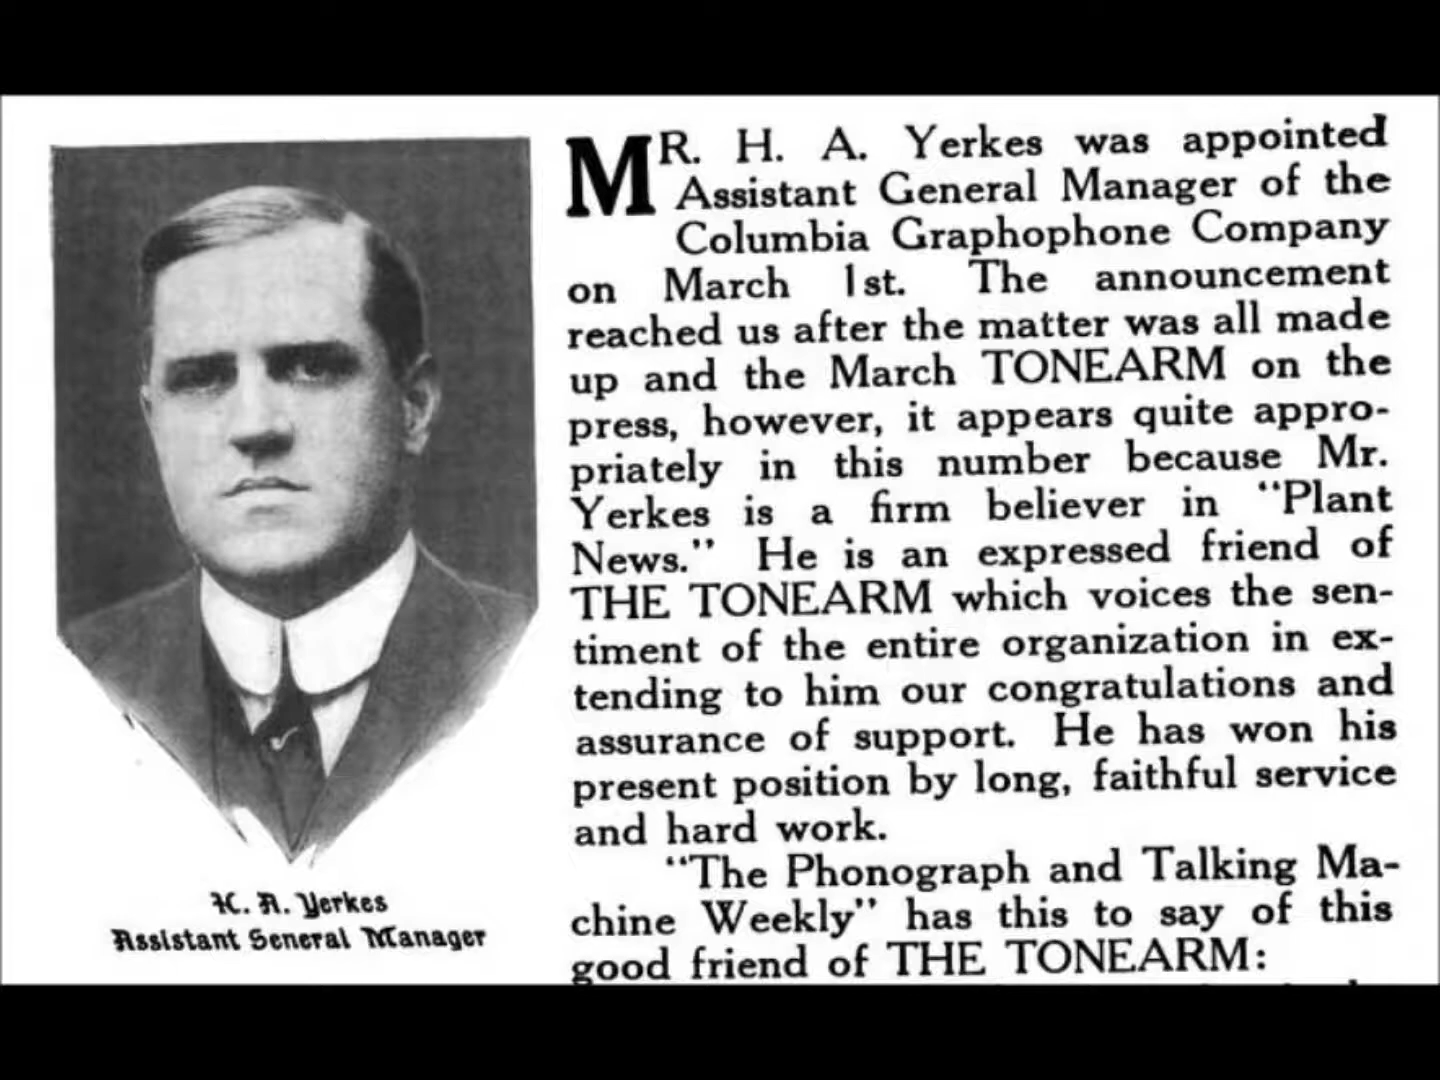 MR. H. A. Yerkes was appointed
Assistant General Manager of the
Columbia Graphophone Company
on March 1st. The announcement
reached us after the matter was all made
up and the March TONEARM on the
press, however, it appears quite appro-
priately in this number because Mr.
Yerkes is a firm believer in "Plant
News." He is an expressed friend of
THE TONEARM which voices the sen-
timent of the entire organization in ex-
tending to him our congratulations and
assurance of support. He has won his
present position by long, faithful service
and hard work.
"The Phonograph and Talking Ma-
chine Weekly" has this to say of this
good friend of THE TONEARM:
H. A. Yerkes
Assistant General Manager